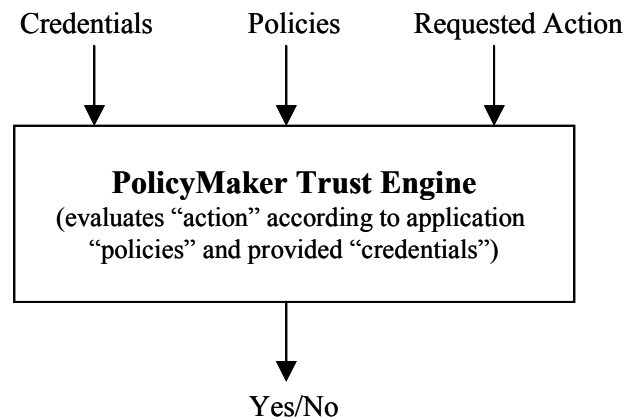 Credentials Policies Requested Action
PolicyMaker Trust Engine
(evaluates “action” according to application
“policies” and provided “credentials”)
Yes/No